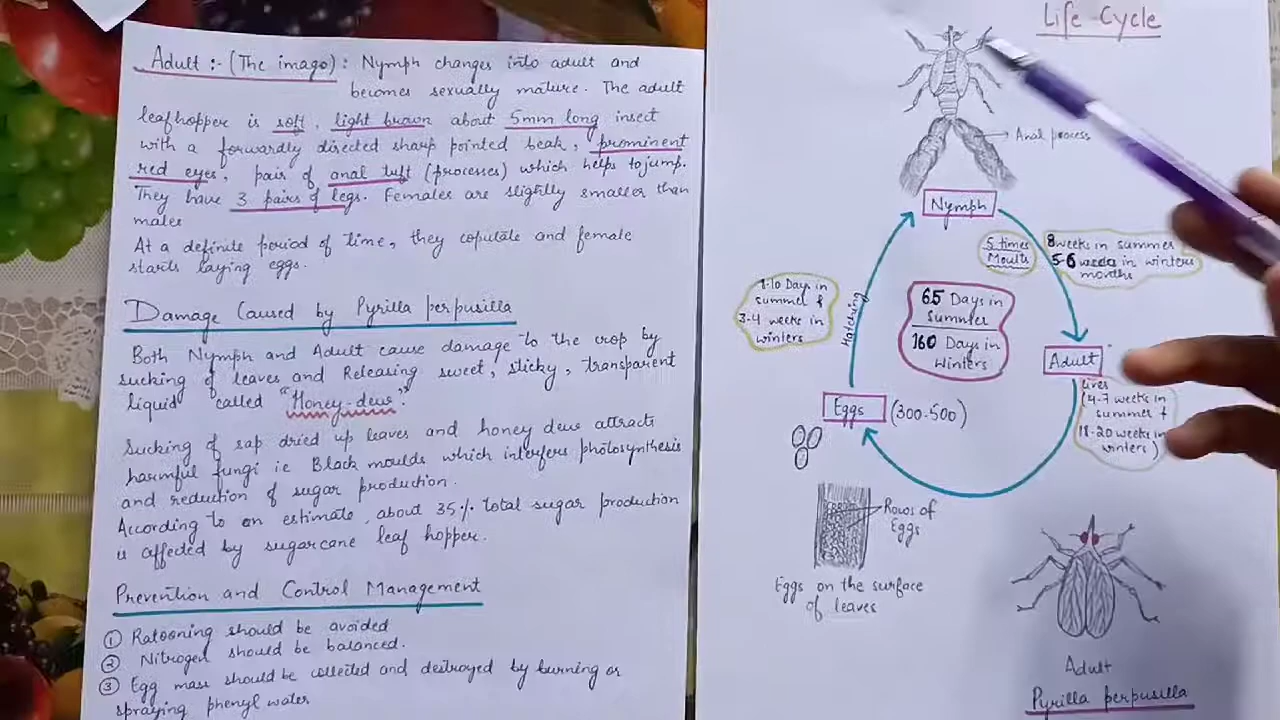 Adult :- (The imago) : Nymph changes into adult and
becomes sexually mature. The adult
leafhopper is soft, light brown about 5mm long insect
with a forwardly directed sharp pointed beak, prominent
red eyes, pair of anal tuft (processes) which helps to jump.
They have 3 pairs of legs. Females are slightly smaller than
males
At a definite period of time, they copulate and female
starts laying eggs.
Damage Caused by Pyrilla perpusilla
Both Nymph and Adult cause damage to the crop by
sucking of leaves and Releasing sweet, sticky, transparent
liquid called "Honey-dew".
Sucking of sap dried up leaves and honey dew attracts
harmful fungi ie Black moulds which interfers photosynthesis
and reduction of sugar production.
According to an estimate, about 35% total sugar production
is affected by sugarcane leaf hopper.
Prevention and Control Management
① Ratooning should be avoided
② Nitrogen should be balanced.
③ Egg mass should be collected and destroyed by burning or
spraying phenyl water
Life Cycle
Anal process
Nymph
5 times
Moults
8 weeks in summer
5-6 weeks in winters
months
Days in
summer &
3-4 weeks in
winters
Hatching
65 Days in
Summer
160 Days in
Winters
Adult
lives
weeks in
summer &
18-20 weeks in
winters)
Eggs (300-500)
Rows of
Eggs
Eggs on the surface
of leaves
Adult
Pyrilla perpusilla